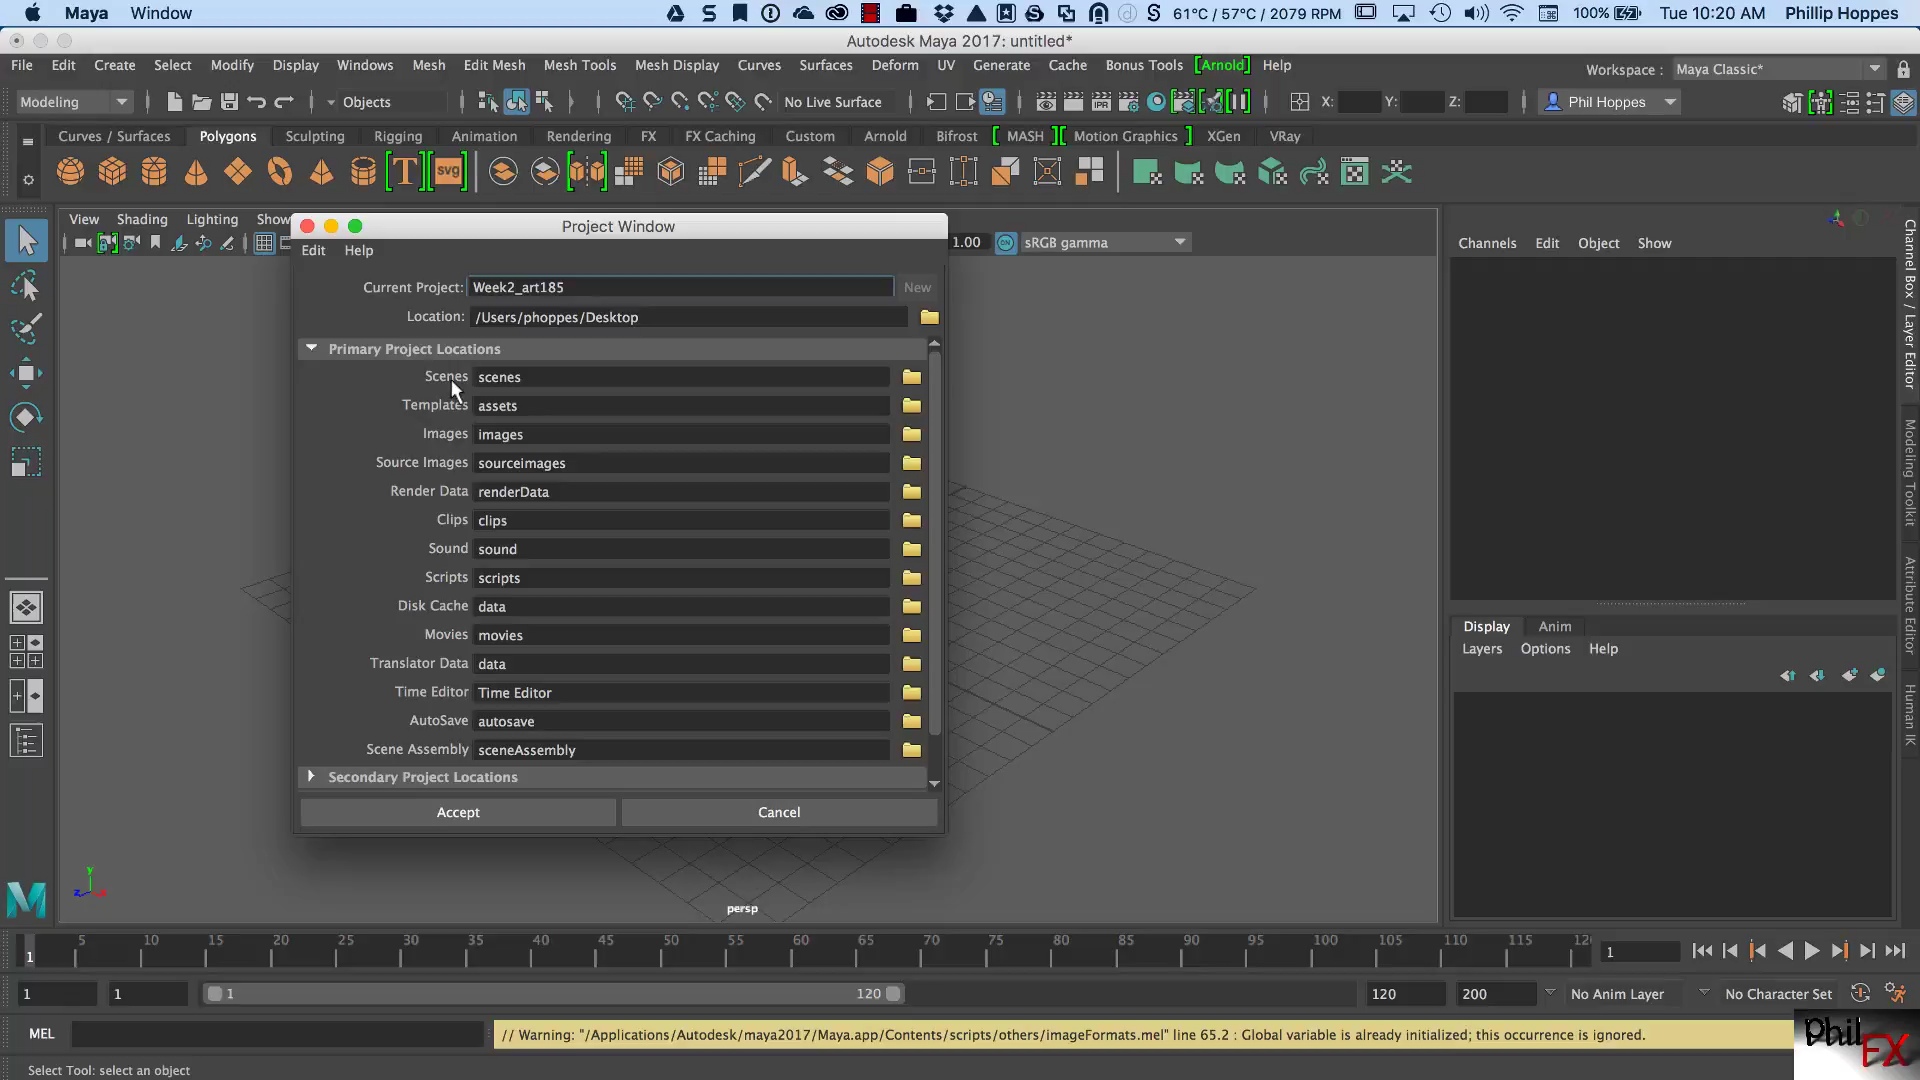 Maya Window 61°C / 57°C / 2079 RPM 100% Tue 10:20 AM Phillip Hoppes
Autodesk Maya 2017: untitled*
File Edit Create Select Modify Display Windows Mesh Edit Mesh Mesh Tools Mesh Display Curves Surfaces Deform UV Generate Cache Bonus Tools [Arnold] Help Workspace : Maya Classic*
Modeling Objects No Live Surface IPR X: Y: Z: Phil Hoppes
Curves / Surfaces Polygons Sculpting Rigging Animation Rendering FX FX Caching Custom Arnold Bifrost [ MASH ] [ Motion Graphics ] XGen VRay
T svg
View Shading Lighting Show Project Window
1.00 ON sRGB gamma Channels Edit Object Show
Edit Help
Current Project: Week2_art185 New
Location: /Users/phoppes/Desktop
Primary Project Locations
Scenes scenes
Templates assets
Images images
Source Images sourceimages
Render Data renderData
Clips clips
Sound sound
Scripts scripts
Disk Cache data
Movies movies
Translator Data data
Time Editor Time Editor
AutoSave autosave
Scene Assembly sceneAssembly
Secondary Project Locations
Accept Cancel
Channel Box / Layer Editor
Modeling Toolkit
Attribute Editor
Human IK
Display Anim
Layers Options Help
y
z x
persp
5 10 15 20 25 30 35 40 45 50 55 60 65 70 75 80 85 90 95 100 105 110 115 12
1 1
1 1 1 120 120 200 No Anim Layer No Character Set
MEL // Warning: "/Applications/Autodesk/maya2017/Maya.app/Contents/scripts/others/imageFormats.mel" line 65.2 : Global variable is already initialized; this occurrence is ignored.
Select Tool: select an object
Phil
FX